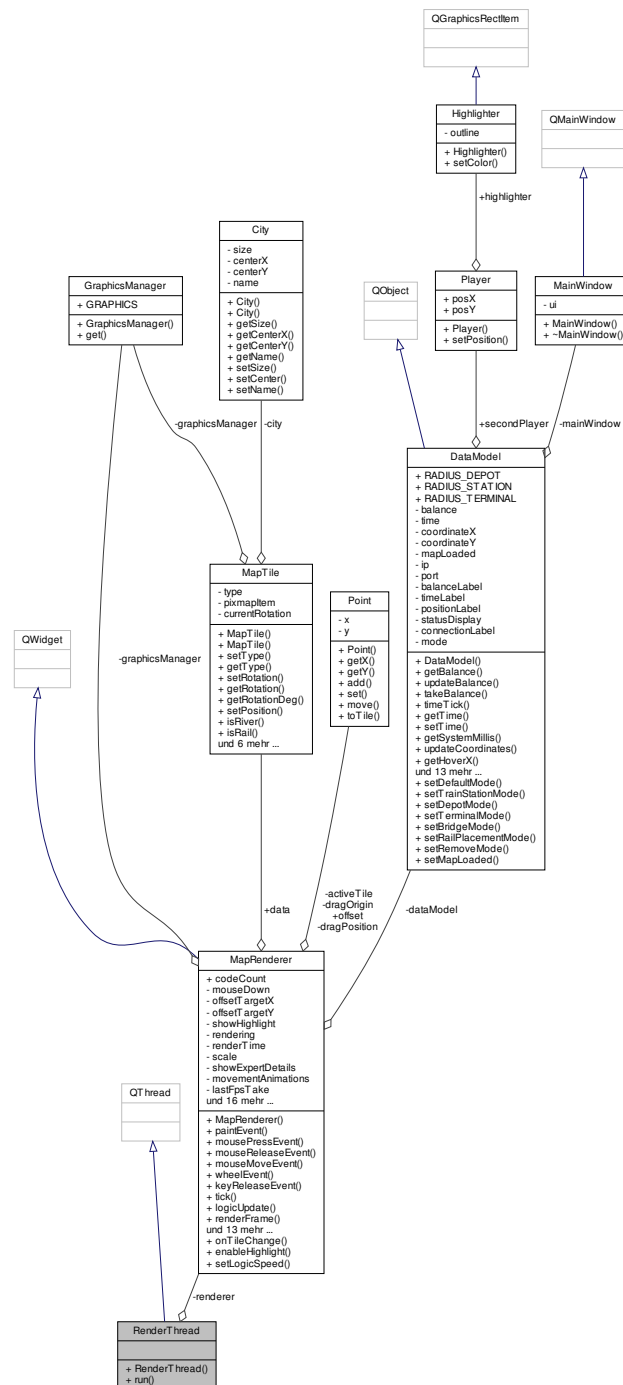 QGraphicsRectItem
Highlighter
- outline
+ Highlighter()
+ setColor()
QMainWindow
+highlighter
City
- size
- centerX
- centerY
- name
+ City()
+ City()
+ getSize()
+ getCenterX()
+ getCenterY()
+ getName()
+ setSize()
+ setCenter()
+ setName()
GraphicsManager
+ GRAPHICS
+ GraphicsManager()
+ get()
QObject
Player
+ posX
+ posY
+ Player()
+ setPosition()
MainWindow
- ui
+ MainWindow()
+ ~MainWindow()
-graphicsManager
-city
+secondPlayer
-mainWindow
DataModel
+ RADIUS_DEPOT
+ RADIUS_STATION
+ RADIUS_TERMINAL
- balance
- time
- coordinateX
- coordinateY
- mapLoaded
- ip
- port
- balanceLabel
- timeLabel
- positionLabel
- statusDisplay
- connectionLabel
- mode
+ DataModel()
+ getBalance()
+ updateBalance()
+ takeBalance()
+ timeTick()
+ getTime()
+ setTime()
+ getSystemMillis()
+ updateCoordinates()
+ getHoverX()
und 13 mehr ...
+ setDefaultMode()
+ setTrainStationMode()
+ setDepotMode()
+ setTerminalMode()
+ setBridgeMode()
+ setRailPlacementMode()
+ setRemoveMode()
+ setMapLoaded()
MapTile
- type
- pixmapItem
- currentRotation
+ MapTile()
+ MapTile()
+ setType()
+ getType()
+ setRotation()
+ getRotation()
+ getRotationDeg()
+ setPosition()
+ isRiver()
+ isRail()
und 6 mehr ...
Point
- x
- y
+ Point()
+ getX()
+ getY()
+ add()
+ set()
+ move()
+ toTile()
QWidget
-graphicsManager
+data
-activeTile
-dragOrigin
+offset
-dragPosition
-dataModel
MapRenderer
+ codeCount
- mouseDown
- offsetTargetX
- offsetTargetY
- showHighlight
- rendering
- renderTime
- scale
- showExpertDetails
- movementAnimations
- lastFpsTake
und 16 mehr ...
+ MapRenderer()
+ paintEvent()
+ mousePressEvent()
+ mouseReleaseEvent()
+ mouseMoveEvent()
+ wheelEvent()
+ keyReleaseEvent()
+ tick()
+ logicUpdate()
+ renderFrame()
und 13 mehr ...
+ onTileChange()
+ enableHighlight()
+ setLogicSpeed()
QThread
-renderer
RenderThread
+ RenderThread()
+ run()